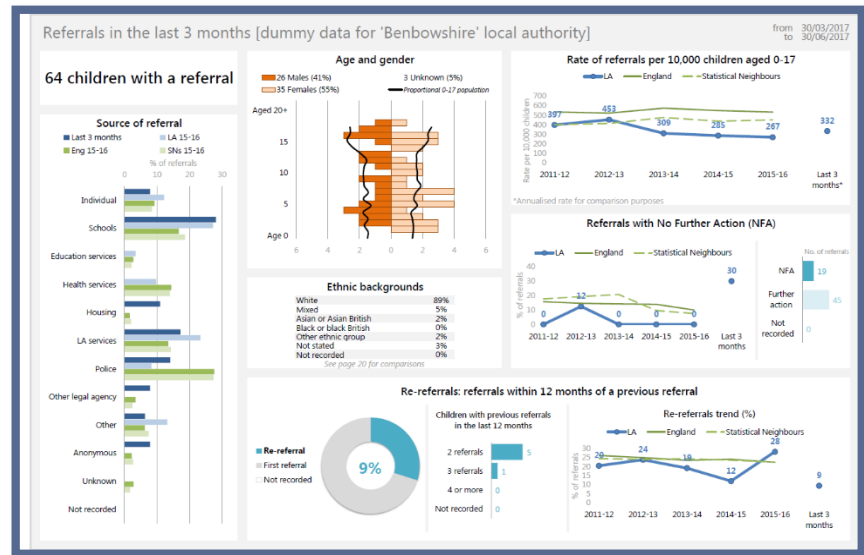 Referrals in the last 3 months [dummy data for 'Benbowshire' local authority]
from 30/03/2017
to 30/06/2017
64 children with a referral
Source of referral
Last 3 months
LA 15-16
Eng 15-16
SNs 15-16
% of referrals
0 10 20 30
Individual
Schools
Education services
Health services
Housing
LA services
Police
Other legal agency
Other
Anonymous
Unknown
Not recorded
Age and gender
26 Males (41%)
3 Unknown (5%)
35 Females (55%)
Proportional 0-17 population
Aged 20+
15
10
5
Age 0
6 4 2 0 2 4 6
Ethnic backgrounds
White 89%
Mixed 5%
Asian or Asian British 2%
Black or black British 0%
Other ethnic group 2%
Not stated 3%
Not recorded 0%
See page 20 for comparisons
Rate of referrals per 10,000 children aged 0-17
LA England Statistical Neighbours
Rate per 10,000 children
700
600
500
400
300
200
100
0
397 453 309 285 267 332
2011-12 2012-13 2013-14 2014-15 2015-16 Last 3
months*
*Annualised rate for comparison purposes
Referrals with No Further Action (NFA)
LA England Statistical Neighbours
% of referrals
40
30
20
10
0
0 12 0 0 0 30
2011-12 2012-13 2013-14 2014-15 2015-16 Last 3
months
No. of referrals
NFA 19
Further
action 45
Not
recorded 0
Re-referrals: referrals within 12 months of a previous referral
Re-referral
First referral
Not recorded
9%
Children with previous referrals
in the last 12 months
2 referrals 5
3 referrals 1
4 or more 0
Not recorded 0
Re-referrals trend (%)
LA England Statistical Neighbours
% of referrals
30
25
20
15
10
5
0
20 24 19 12 28 9
2011-12 2012-13 2013-14 2014-15 2015-16 Last 3
months